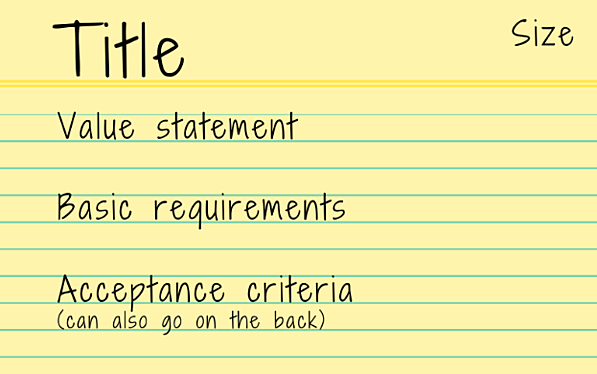 Title
Size
Value statement
Basic requirements
Acceptance criteria
(can also go on the back)